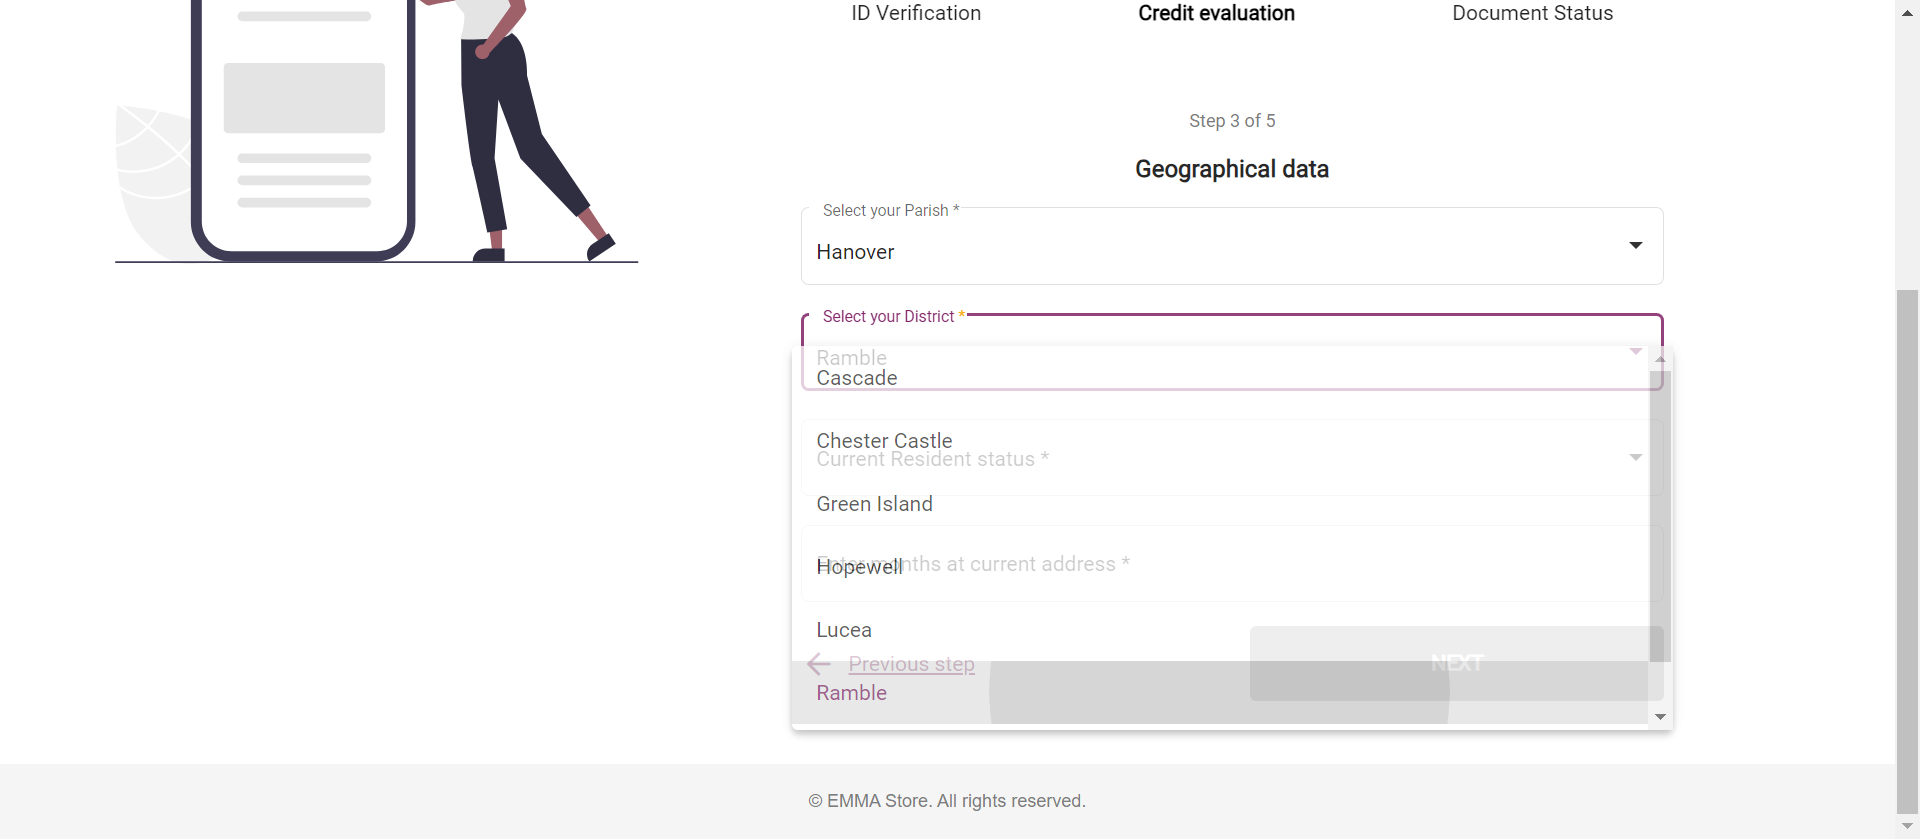 ID Verification
Credit evaluation
Document Status
Step 3 of 5
Geographical data
Select your Parish *
Hanover
Select your District *
Ramble
Cascade
Chester Castle
Current Resident status *
Green Island
Enter months at current address *
Hopewell
Lucea
Previous step
NEXT
Ramble
© EMMA Store. All rights reserved.